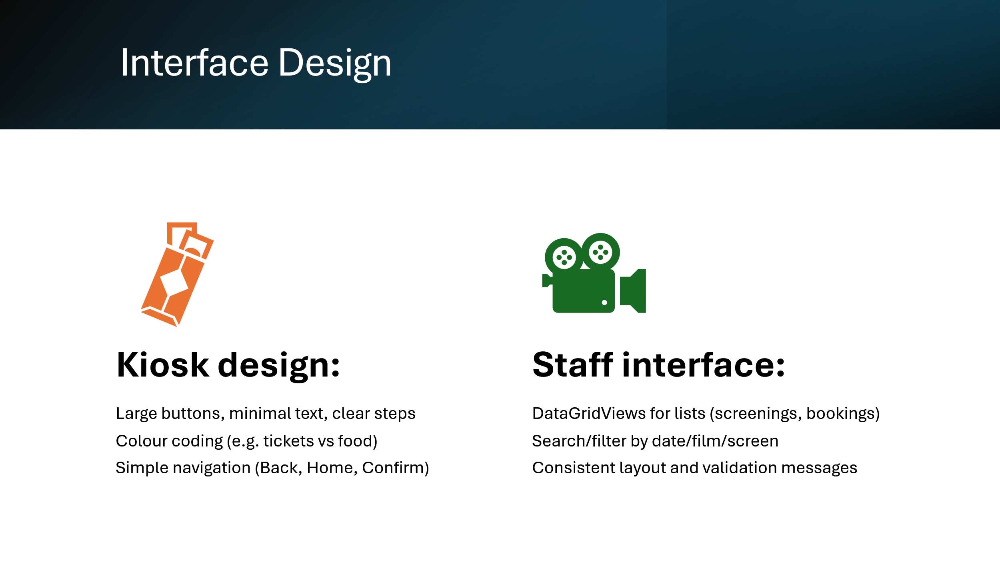 Interface Design
Kiosk design:
Large buttons, minimal text, clear steps
Colour coding (e.g. tickets vs food)
Simple navigation (Back, Home, Confirm)
Staff interface:
DataGridViews for lists (screenings, bookings)
Search/filter by date/film/screen
Consistent layout and validation messages